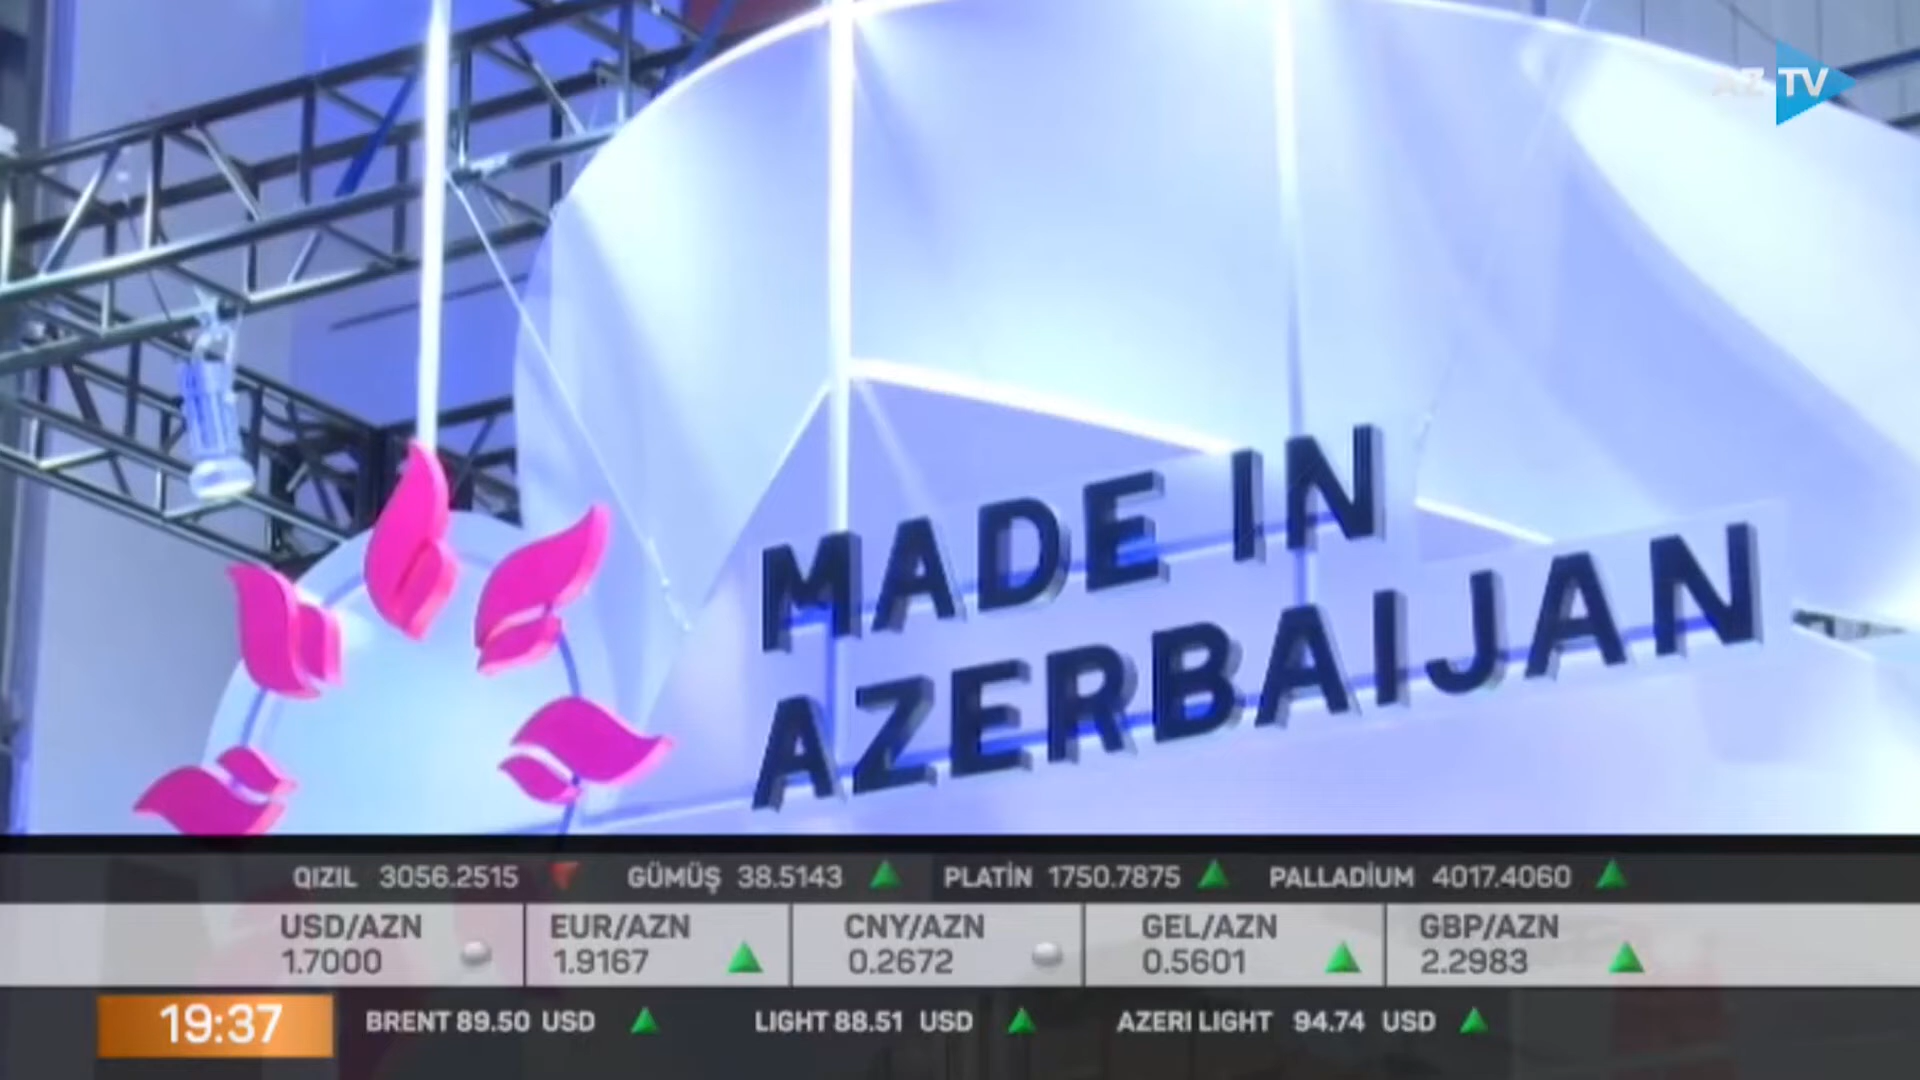 AZTV
MADE IN
AZERBAIJAN
QIZIL 3056.2515 GÜMÜŞ 38.5143 PLATİN 1750.7875 PALLADİUM 4017.4060
USD/AZN EUR/AZN CNY/AZN GEL/AZN GBP/AZN
1.7000 1.9167 0.2672 0.5601 2.2983
19:37 BRENT 89.50 USD LIGHT 88.51 USD AZERI LIGHT 94.74 USD